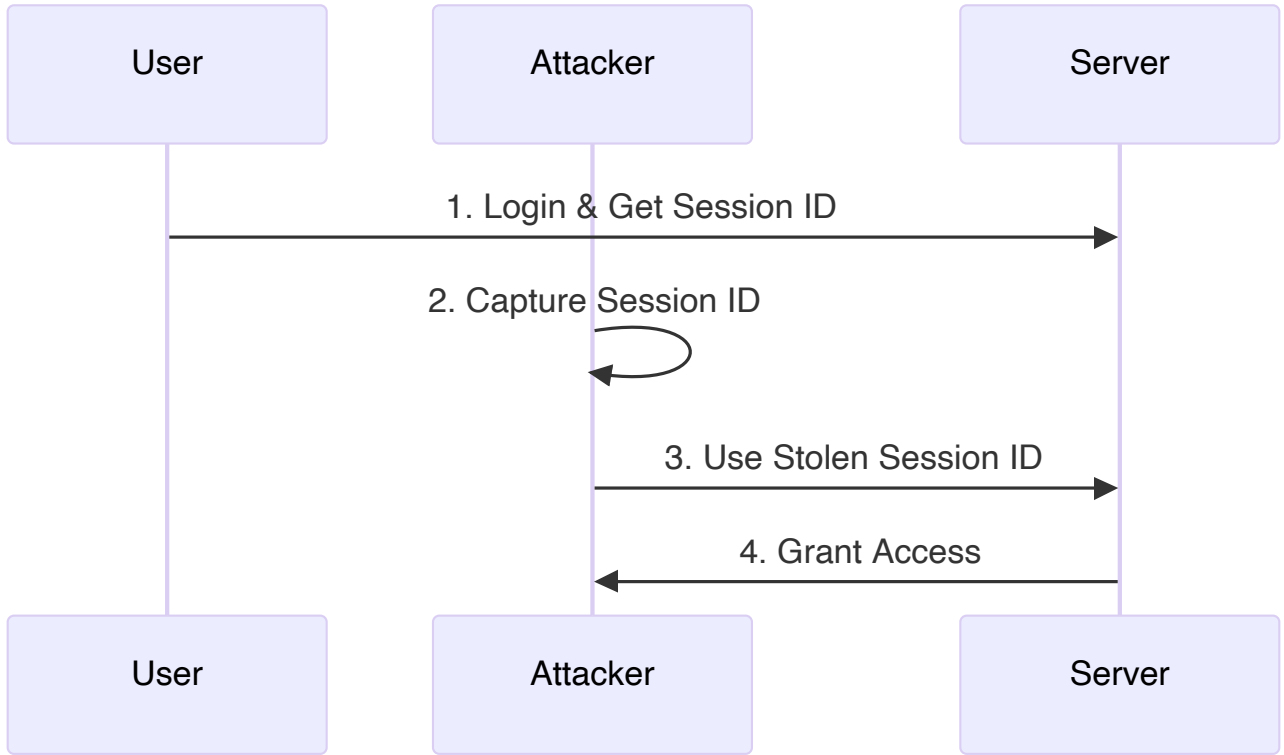 User
Attacker
Server
1. Login & Get Session ID
2. Capture Session ID
3. Use Stolen Session ID
4. Grant Access
User
Attacker
Server